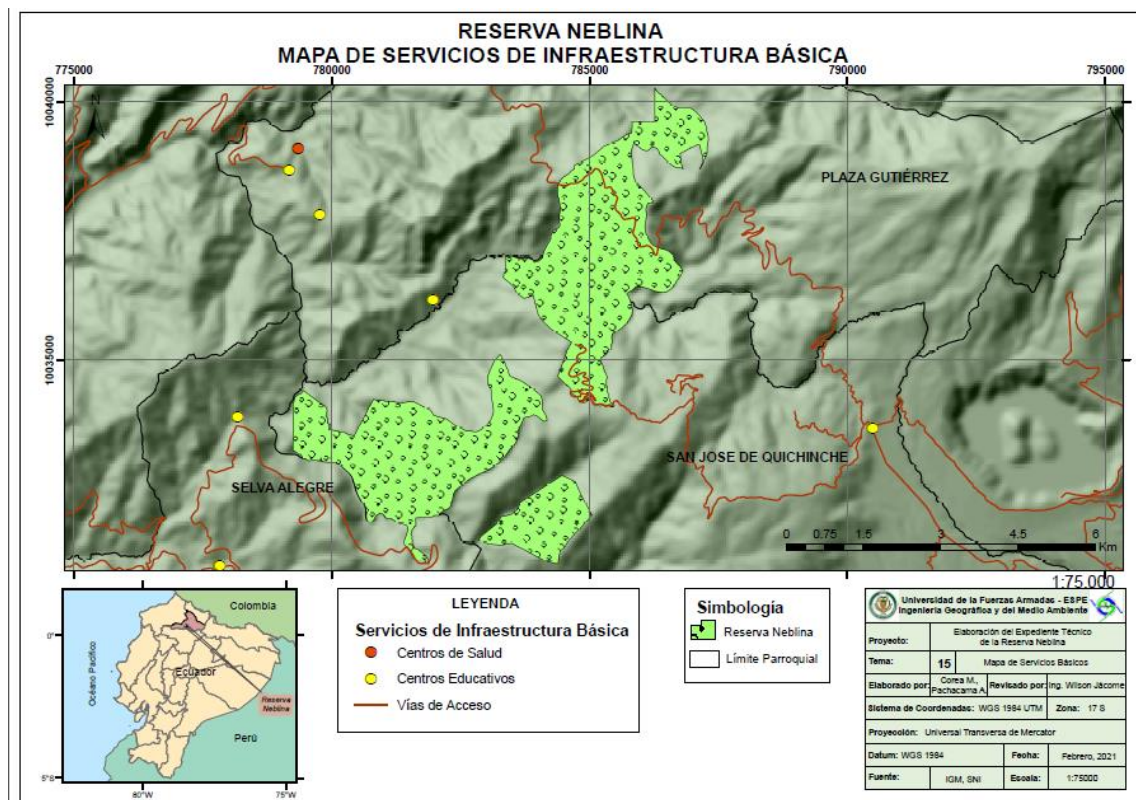 RESERVA NEBLINA
MAPA DE SERVICIOS DE INFRAESTRUCTURA BÁSICA
775000 780000 785000 790000 795000
10040000
10035000
N
PLAZA GUTIÉRREZ
SAN JOSE DE QUICHINCHE
SELVA ALEGRE
0 0.75 1.5 3 4.5 6
Km
1:75.000
Colombia
0°
Océano Pacífico
Ecuador
Reserva
Neblina
Perú
5°S
80°W 75°W
LEYENDA
Servicios de Infraestructura Básica
Centros de Salud
Centros Educativos
Vías de Acceso
Simbología
Reserva Neblina
Límite Parroquial
Universidad de la Fuerzas Armadas - ESPE
Ingeniería Geográfica y del Medio Ambiente
Proyecto: Elaboración del Expediente Técnico
de la Reserva Neblina
Tema: 15 Mapa de Servicios Básicos
Elaborado por: Corea M.,
Pachacama A. Revisado por: Ing. Wilson Jácome
Sistema de Coordenadas: WGS 1984 UTM Zona: 17 S
Proyección: Universal Transversa de Mercator
Datum: WGS 1984 Fecha: Febrero, 2021
Fuente: IGM, SNI Escala: 1:75000